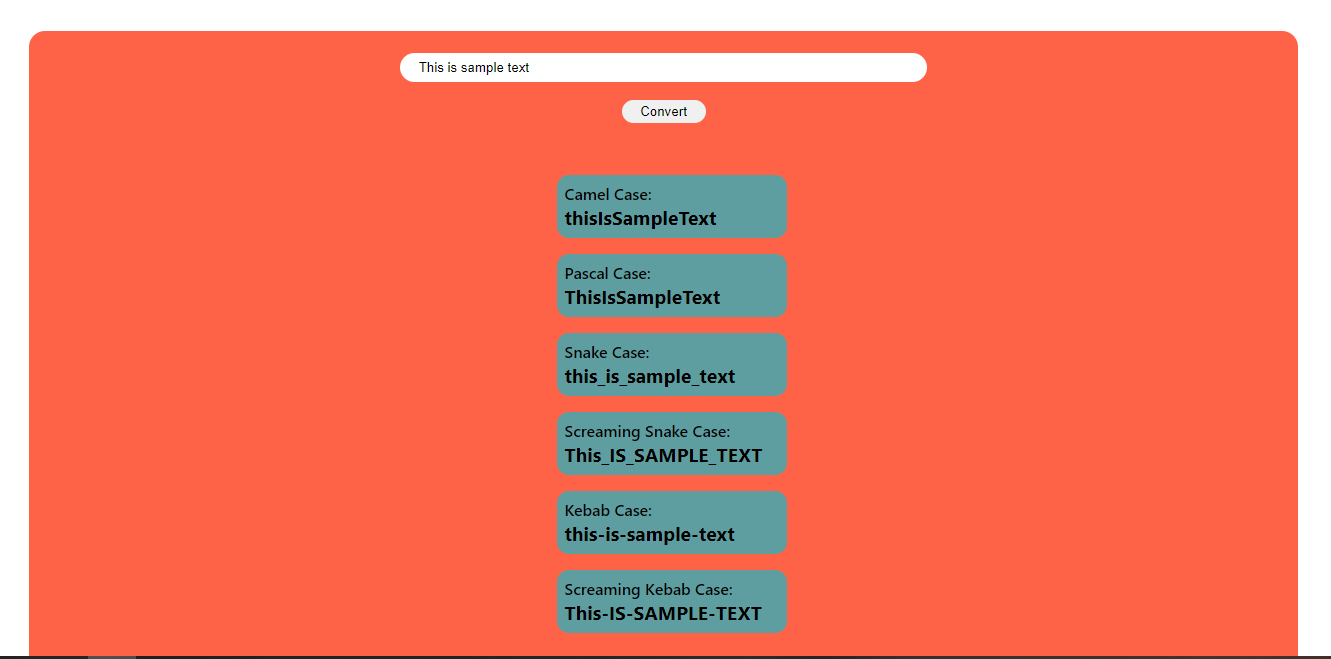 This is sample text
Convert
Camel Case:
thisIsSampleText
Pascal Case:
ThisIsSampleText
Snake Case:
this_is_sample_text
Screaming Snake Case:
This_IS_SAMPLE_TEXT
Kebab Case:
this-is-sample-text
Screaming Kebab Case:
This-IS-SAMPLE-TEXT